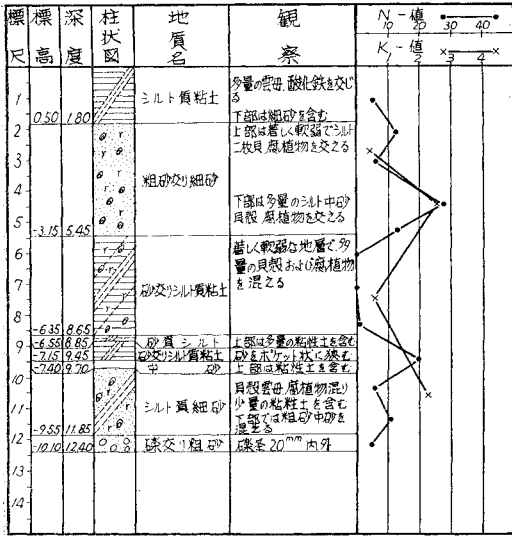 標尺
標高
深度
柱状図
地質名
観察
N - 値
10 20 30 40
K - 値
1 2 3 4
1
2
3
4
5
6
7
8
9
10
11
12
13
14
0.50 1.80
シルト質粘土
多量の雲母 酸化鉄を交じる
下部は細砂を含む
-3.15 5.45
粗砂交り細砂
上部は著しく軟弱でシルト
二枚貝 腐植物を交える
下部は多量のシルト中砂
貝殻 腐植物を交える
-6.35 8.65
砂交りシルト質粘土
著しく軟弱な地層で、多
量の貝殻および腐植物
を混える
-6.55 8.85
砂質シルト
上部は多量の粘性土を含む
-7.15 9.45
砂交りシルト質粘土
砂をポケット状に狭む
-7.40 9.70
中砂
上部は粘性土を含む
-9.55 11.85
シルト質細砂
貝殻雲母 腐植物混り
少量の粘性土を含む
下部では粗砂中砂を
混える
-10.10 12.40
礫交り粗砂
礫圣20mm内外